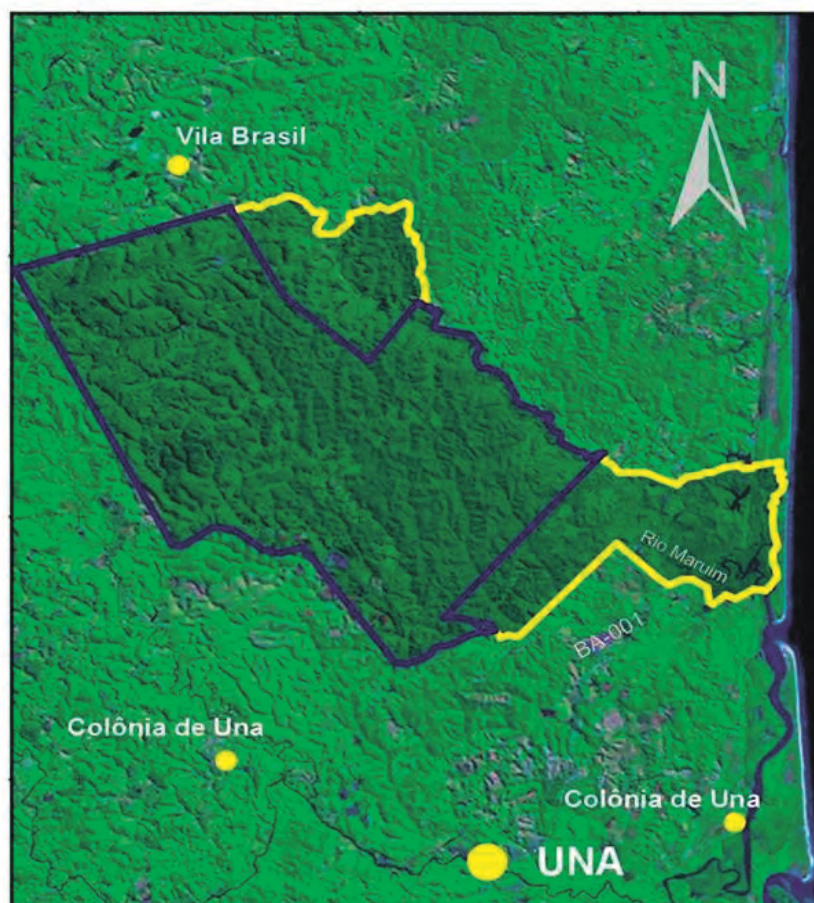 N
Vila Brasil
Rio Maruim
BA-001
Colônia de Una
Colônia de Una
UNA